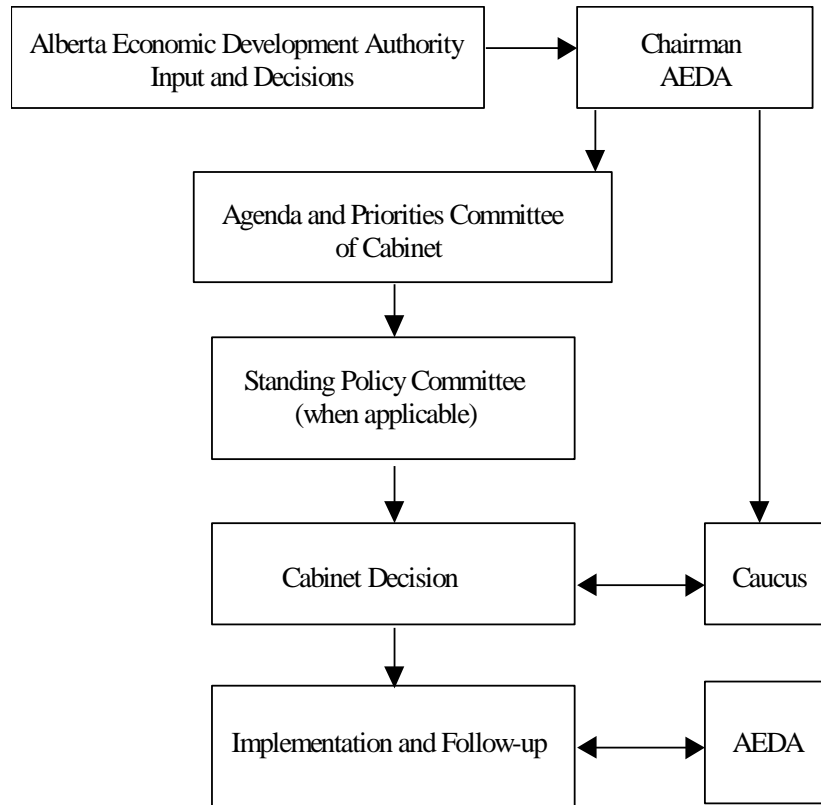 Alberta Economic Development Authority
Input and Decisions
Chairman
AEDA
Agenda and Priorities Committee
of Cabinet
Standing Policy Committee
(when applicable)
Cabinet Decision
Caucus
Implementation and Follow-up
AEDA